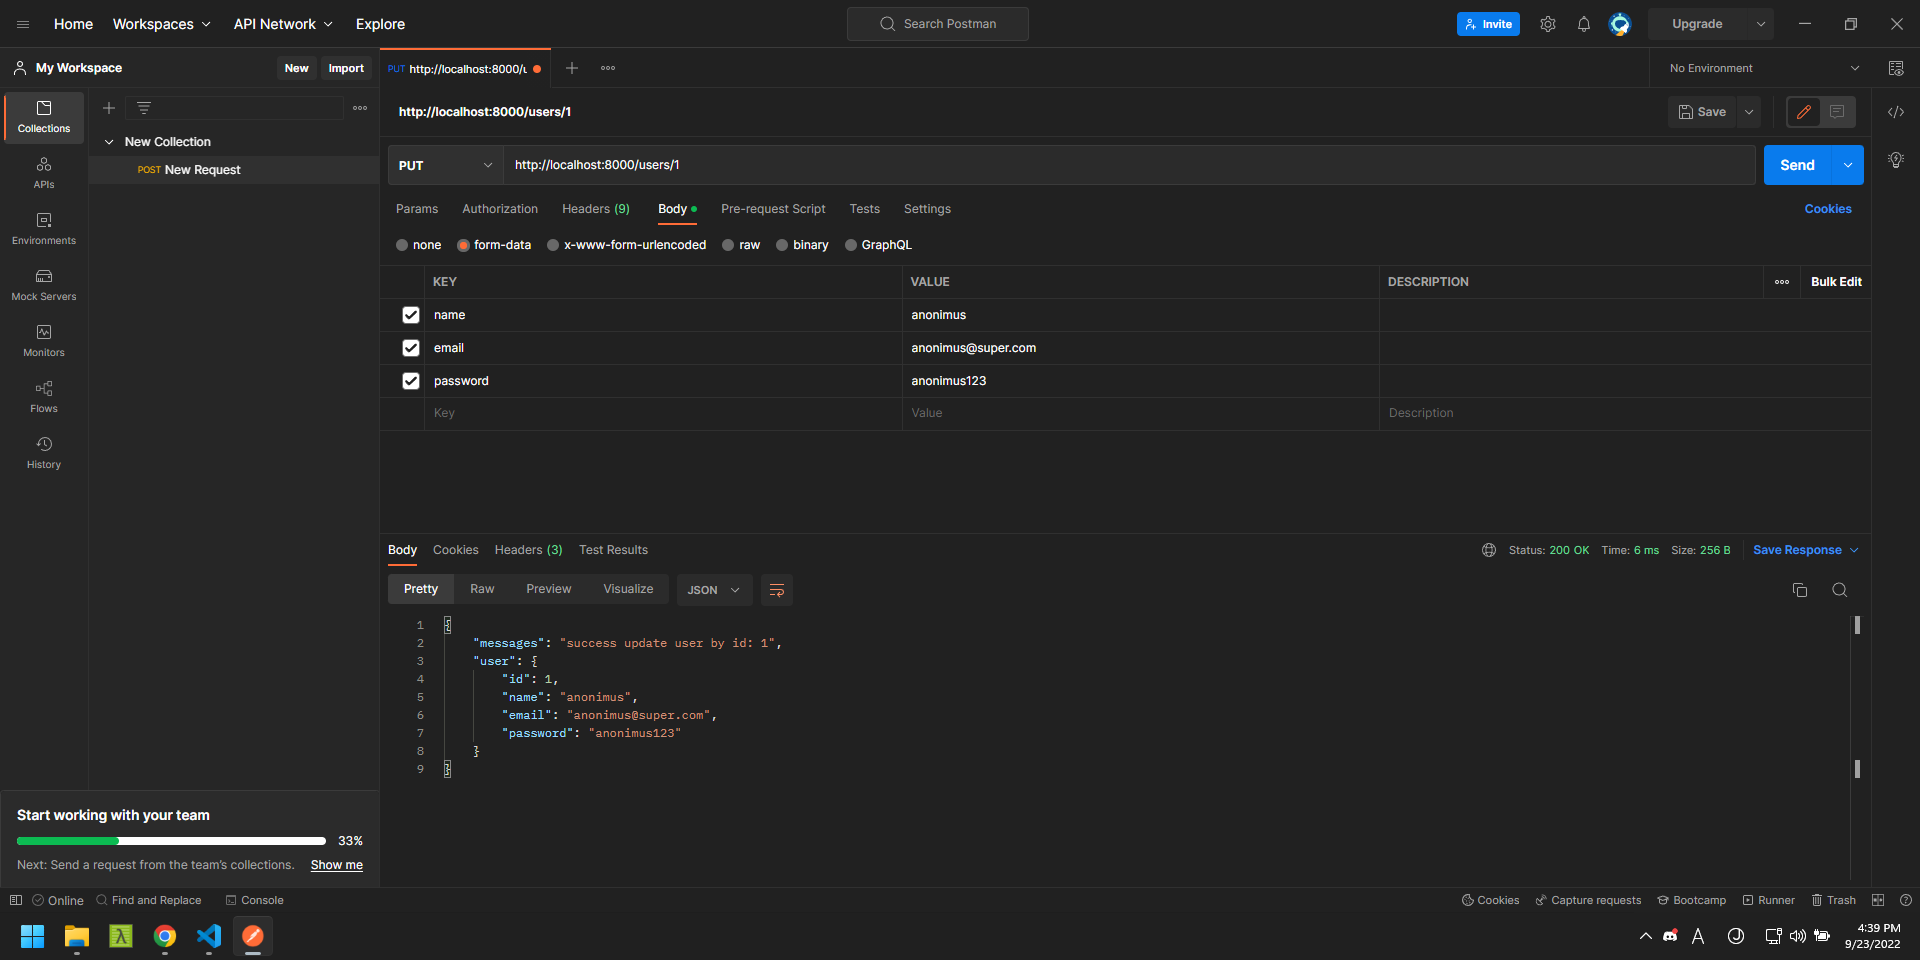 Home Workspaces API Network Explore Search Postman Invite Upgrade
My Workspace New Import PUT http://localhost:8000/u No Environment
Collections
New Collection
POST New Request
APIs
Environments
Mock Servers
Monitors
Flows
History
http://localhost:8000/users/1 Save
PUT http://localhost:8000/users/1 Send
Params Authorization Headers (9) Body Pre-request Script Tests Settings Cookies
none form-data x-www-form-urlencoded raw binary GraphQL
KEY VALUE DESCRIPTION ooo Bulk Edit
name anonimus
email anonimus@super.com
password anonimus123
Key Value Description
Body Cookies Headers (3) Test Results Status: 200 OK Time: 6 ms Size: 256 B Save Response
Pretty Raw Preview Visualize JSON
1 {
2 "messages": "success update user by id: 1",
3 "user": {
4 "id": 1,
5 "name": "anonimus",
6 "email": "anonimus@super.com",
7 "password": "anonimus123"
8 }
9 }
Start working with your team
33%
Next: Send a request from the team's collections. Show me
Online Find and Replace Console Cookies Capture requests Bootcamp Runner Trash
4:39 PM
9/23/2022